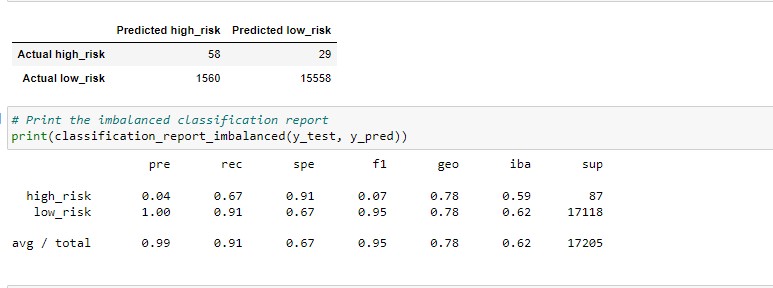 Predicted high_risk Predicted low_risk
Actual high_risk 58 29
Actual low_risk 1560 15558
# Print the imbalanced classification report
print(classification_report_imbalanced(y_test, y_pred))
pre rec spe f1 geo iba sup
high_risk 0.04 0.67 0.91 0.07 0.78 0.59 87
low_risk 1.00 0.91 0.67 0.95 0.78 0.62 17118
avg / total 0.99 0.91 0.67 0.95 0.78 0.62 17205